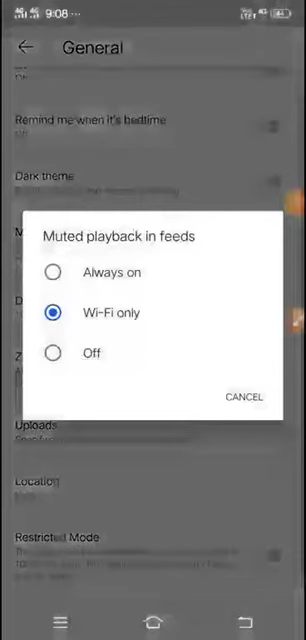 9:08
General
Remind me when it's bedtime
Dark theme
Muted playback in feeds
Always on
Wi-Fi only
Off
CANCEL
Uploads
Location
Restricted Mode